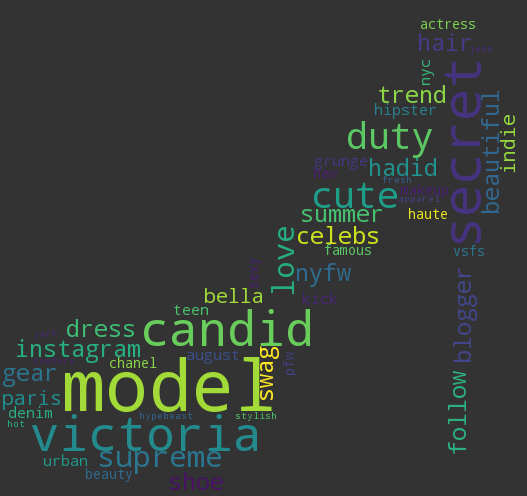 actress
hair
nyc
secret
trend
hipster
beautiful
indie
duty
grunge
hadid
fresh
cute
apparel
summer
haute
love
celebs
famous
vsfs
nyfw
bella
kick
blogger
teen
candid
dress
instagram
august
chanel
swag
pfw
gear
model
paris
follow
denim
hypebeast
stylish
hot
victoria
urban
supreme
beauty
shoe